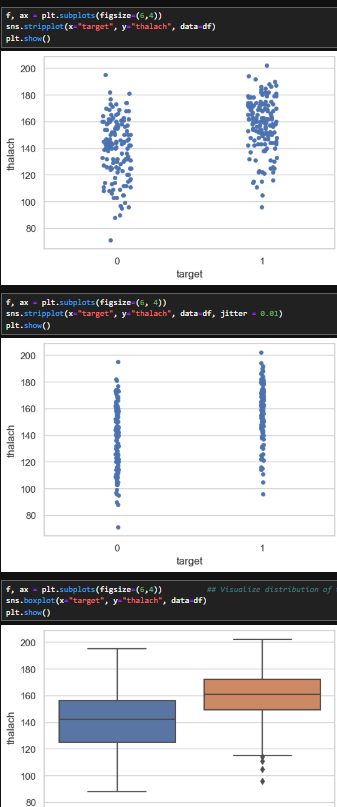 f, ax = plt.subplots(figsize=(6,4))
sns.stripplot(x="target", y="thalach", data=df)
plt.show()
200
180
160
140
120
100
80
thalach
0 1
target
f, ax = plt.subplots(figsize=(6, 4))
sns.stripplot(x="target", y="thalach", data=df, jitter = 0.01)
plt.show()
200
180
160
140
120
100
80
thalach
0 1
target
f, ax = plt.subplots(figsize=(6,4)) ## Visualize distribution of
sns.boxplot(x="target", y="thalach", data=df)
plt.show()
200
180
160
140
120
100
80
thalach